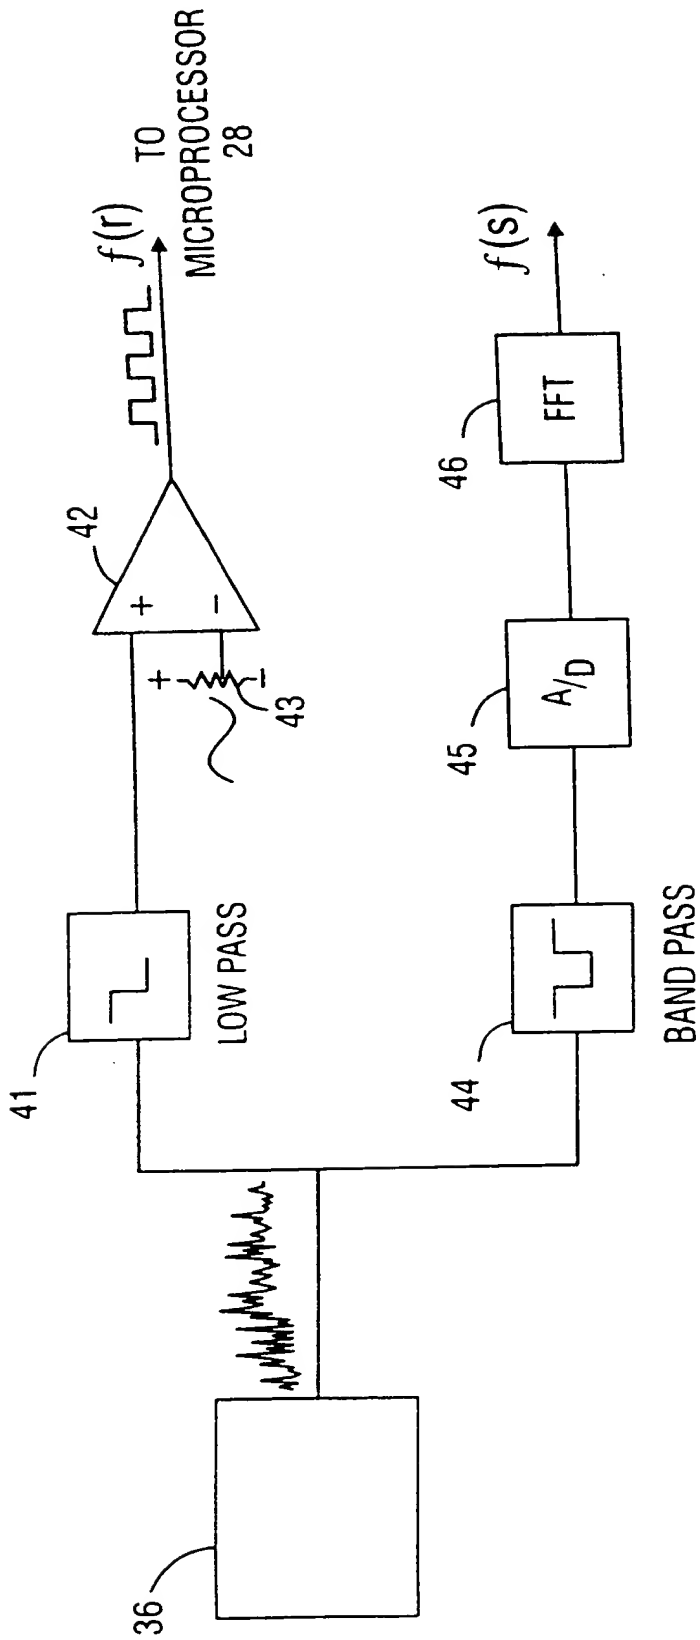 36
41
LOW PASS
42
+
−
+
−
43
f(r)
TO
MICROPROCESSOR
28
44
BAND PASS
45
A/D
46
FFT
f(s)